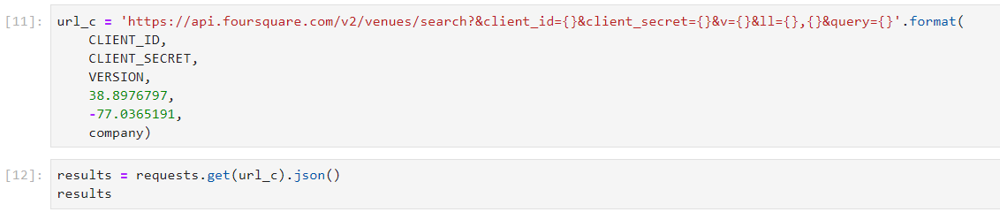 [11]: url_c = 'https://api.foursquare.com/v2/venues/search?&client_id={}&client_secret={}&v={}&ll={},{}&query={}'.format(
    CLIENT_ID,
    CLIENT_SECRET,
    VERSION,
    38.8976797,
    -77.0365191,
    company)
[12]: results = requests.get(url_c).json()
results